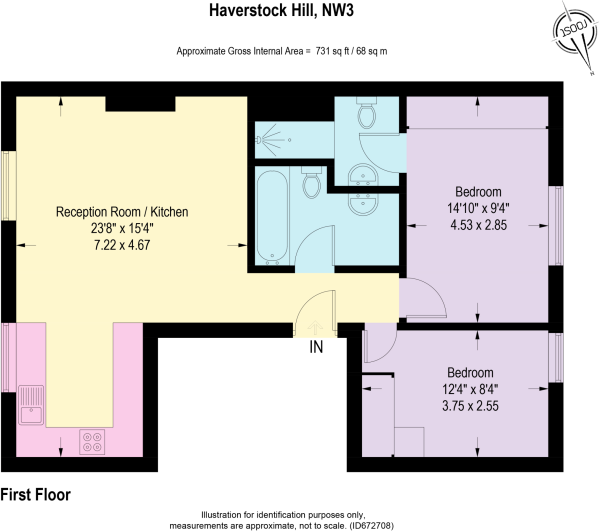 Haverstock Hill, NW3
Approximate Gross Internal Area = 731 sq ft / 68 sq m
Reception Room / Kitchen
23'8" x 15'4"
7.22 x 4.67
Bedroom
14'10" x 9'4"
4.53 x 2.85
IN
Bedroom
12'4" x 8'4"
3.75 x 2.55
First Floor
Illustration for identification purposes only,
measurements are approximate, not to scale. (ID672708)